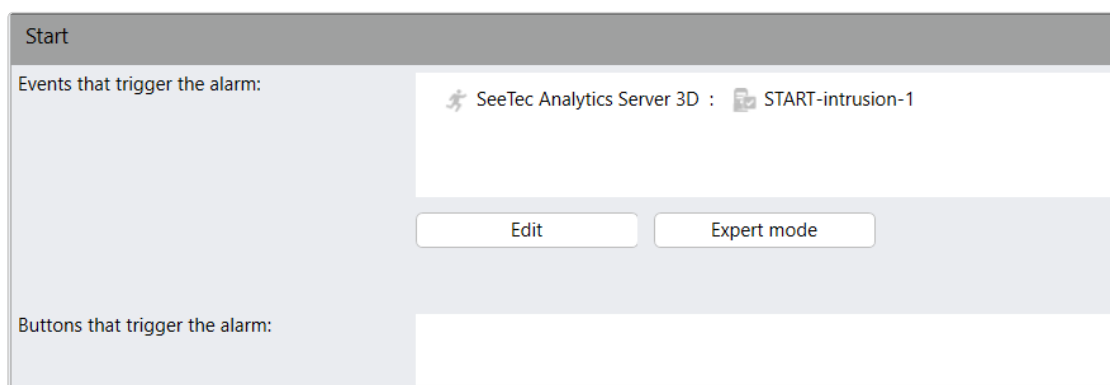 Start
Events that trigger the alarm:
SeeTec Analytics Server 3D : START-intrusion-1
Edit
Expert mode
Buttons that trigger the alarm: